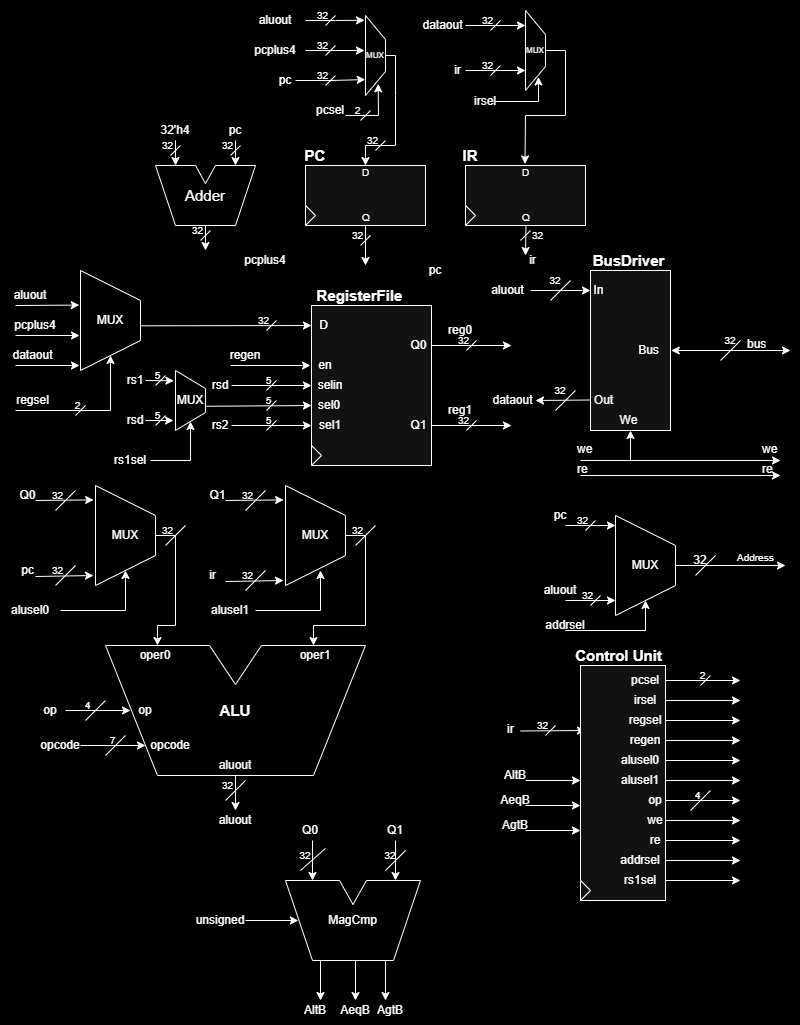 aluout 32
pcplus4 32 MUX
pc 32
pcsel 2
32
dataout 32
MUX
ir 32
irsel
32'h4 pc
32 32
Adder
32
pcplus4
PC
D
Q
32
pc
IR
D
Q
32
ir
aluout
pcplus4 MUX
dataout
regsel 2
32
rs1 5
MUX
rsd 5
rs1sel
RegisterFile
D
regen en
rsd 5 selin
5 sel0
rs2 5 sel1
Q0 reg0
32
Q1 reg1
32
BusDriver
aluout 32 In
Bus 32 bus
dataout 32 Out
We
we we
re re
Q0 32
MUX 32
pc 32
alusel0
Q1 32
MUX 32
ir 32
alusel1
pc
32
MUX 32 Address
aluout 32
addrsel
oper0 oper1
op 4 op ALU
opcode 7 opcode
aluout
32
aluout
Control Unit
ir 32
AltB
AeqB
AgtB
pcsel 2
irsel
regsel
regen
alusel0
alusel1
op 4
we
re
addrsel
rs1sel
Q0 Q1
32 32
unsigned MagCmp
AltB AeqB AgtB